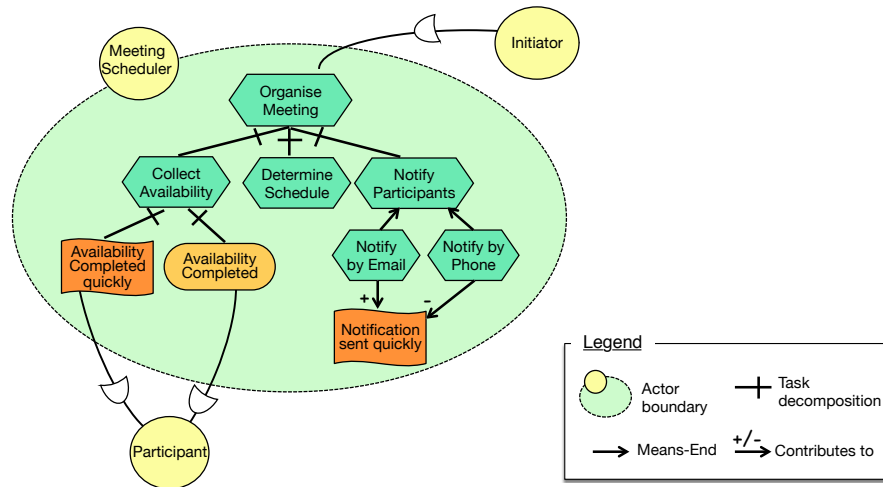 Meeting
Scheduler
Initiator
Organise
Meeting
Collect
Availability
Determine
Schedule
Notify
Participants
Availability
Completed
quickly
Availability
Completed
Notify
by Email
Notify by
Phone
+
-
Notification
sent quickly
Participant
Legend
Actor
boundary
Task
decomposition
Means-End
+/-
Contributes to